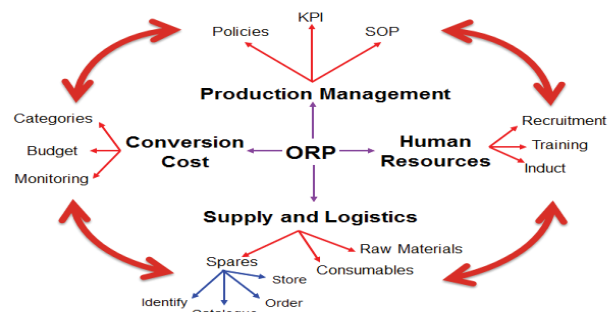 KPI
Policies
SOP
Production Management
Categories
Budget
Monitoring
Conversion
Cost
ORP
Human
Resources
Recruitment
Training
Induct
Supply and Logistics
Spares
Raw Materials
Consumables
Store
Identify
Order